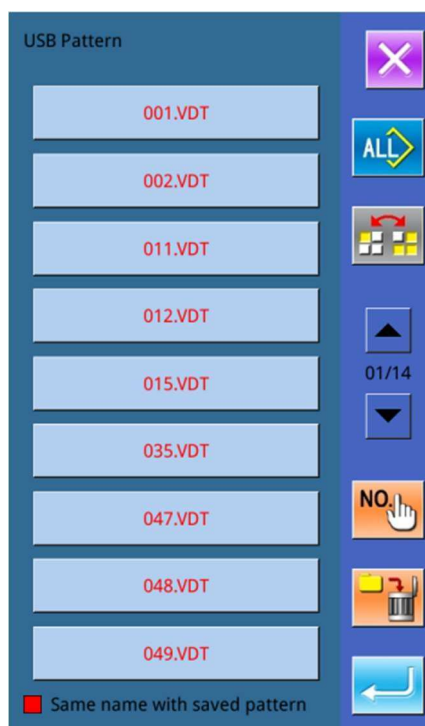 USB Pattern
001.VDT
002.VDT
011.VDT
012.VDT
015.VDT
035.VDT
047.VDT
048.VDT
049.VDT
Same name with saved pattern
ALL
01/14
NO.